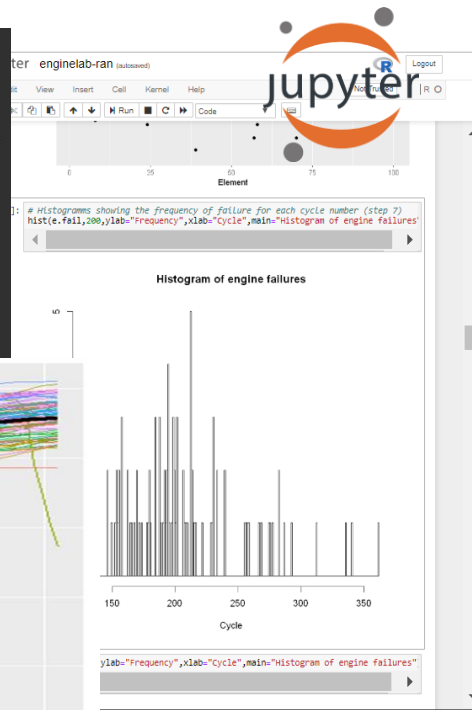 ter enginelab-ran (autosaved)
Logout
jupyter
View Insert Cell Kernel Help
R
Run Code
0 25 50 75 100
Element
]: # Histogramms showing the frequency of failure for each cycle number (step 7)
hist(e.fail,200,ylab="Frequency",xlab="Cycle",main="Histogram of engine failures"
Histogram of engine failures
5
150 200 250 300 350
Cycle
ylab="Frequency",xlab="Cycle",main="Histogram of engine failures"